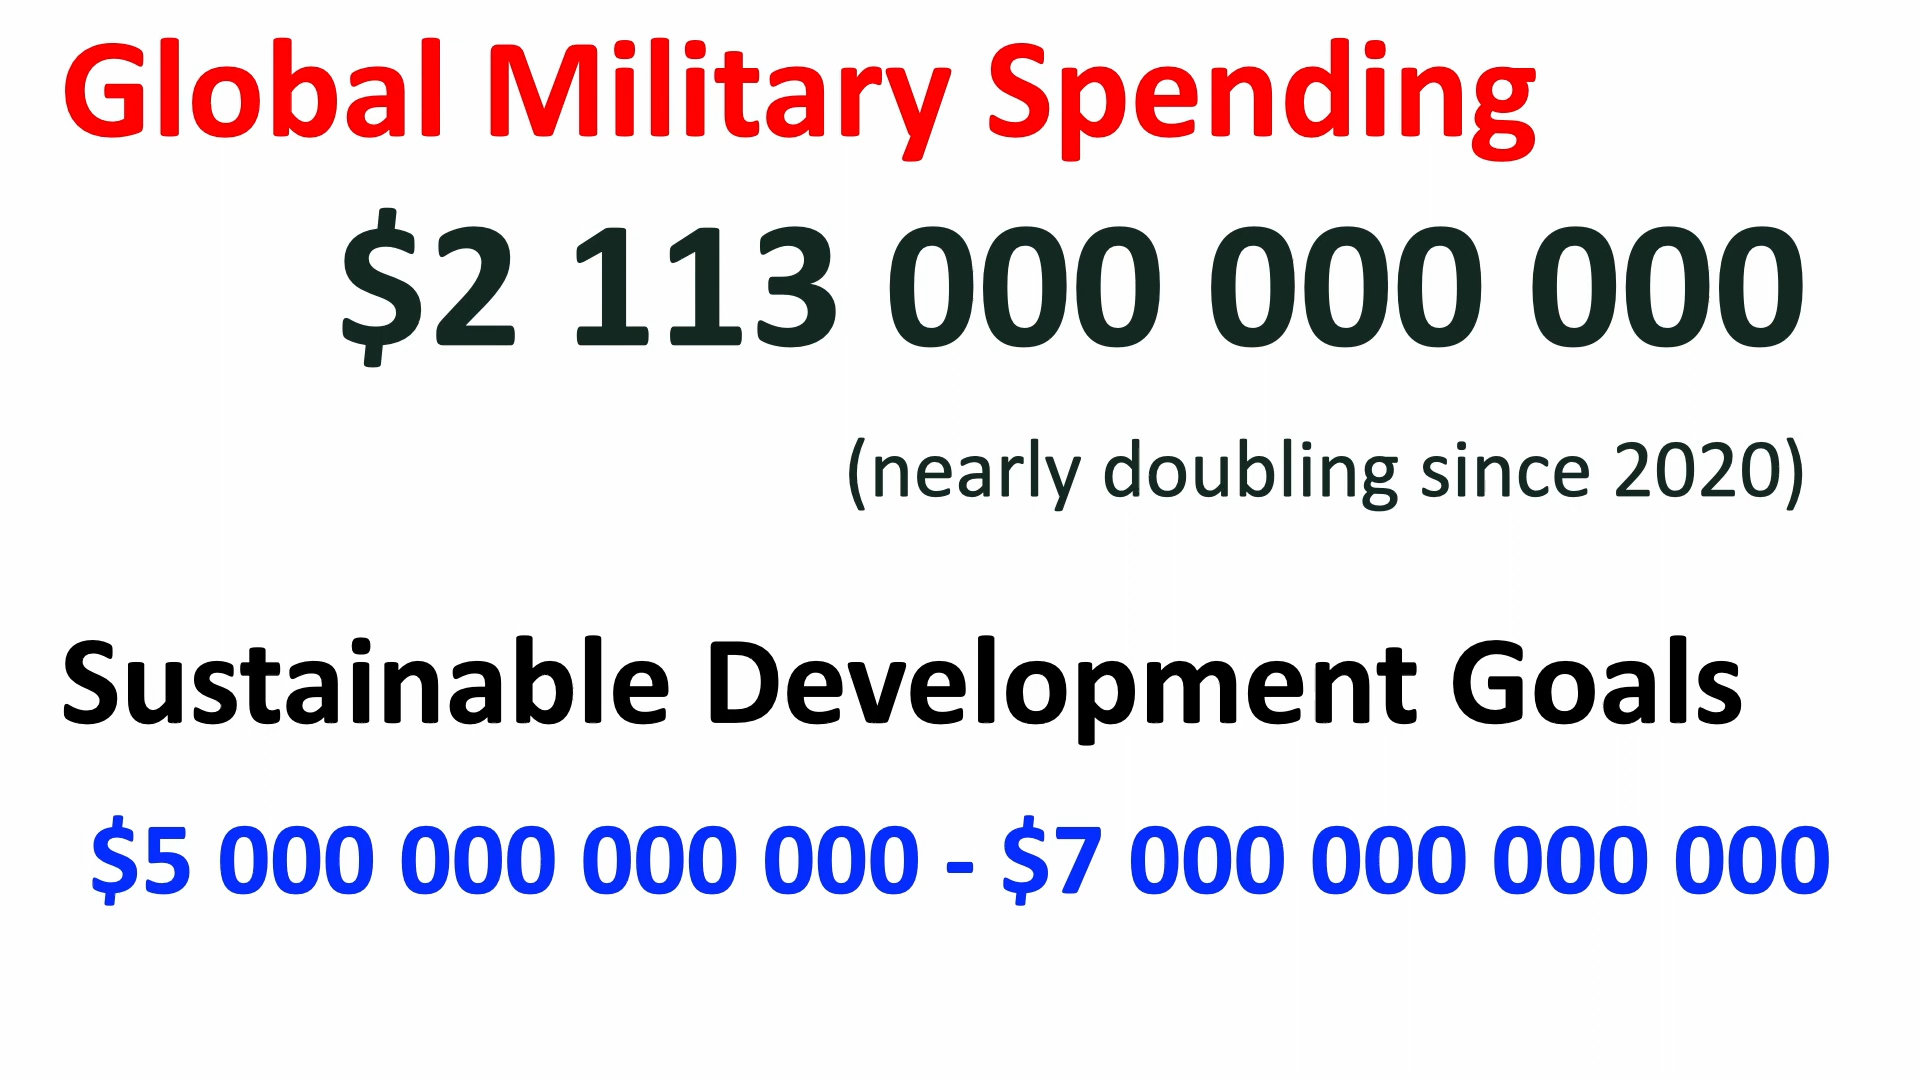 Global Military Spending
$2 113 000 000 000
(nearly doubling since 2020)
Sustainable Development Goals
$5 000 000 000 000 - $7 000 000 000 000